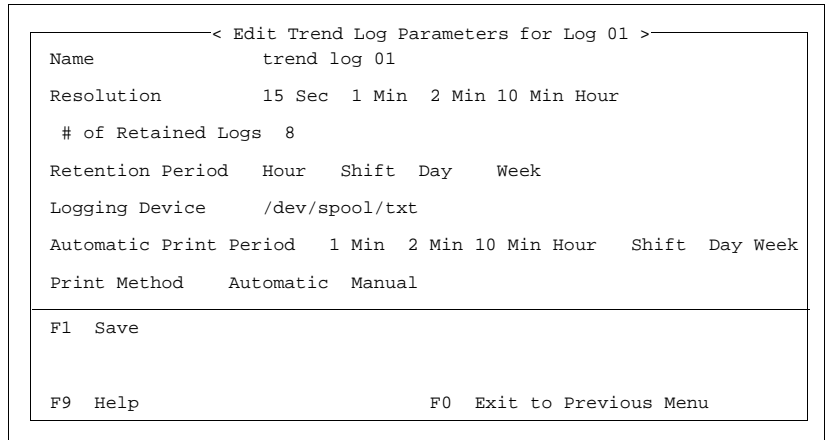 < Edit Trend Log Parameters for Log 01 >
Name trend log 01
Resolution 15 Sec 1 Min 2 Min 10 Min Hour
# of Retained Logs 8
Retention Period Hour Shift Day Week
Logging Device /dev/spool/txt
Automatic Print Period 1 Min 2 Min 10 Min Hour Shift Day Week
Print Method Automatic Manual
F1 Save
F9 Help F0 Exit to Previous Menu